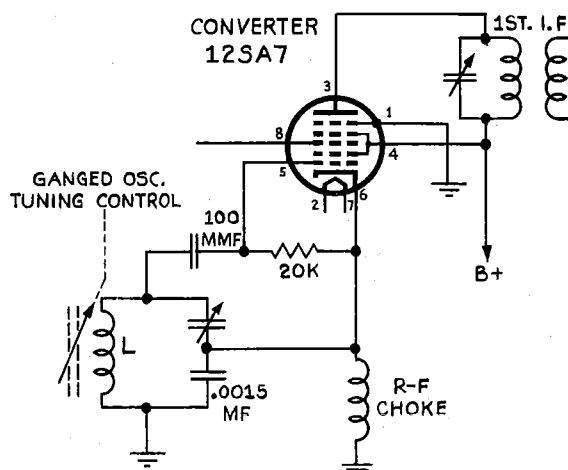 CONVERTER
12SA7
1ST. I.F
3
1
8
4
5
2
7
6
GANGED OSC.
TUNING CONTROL
100
MMF
20K
B+
L
.0015
MF
R-F
CHOKE